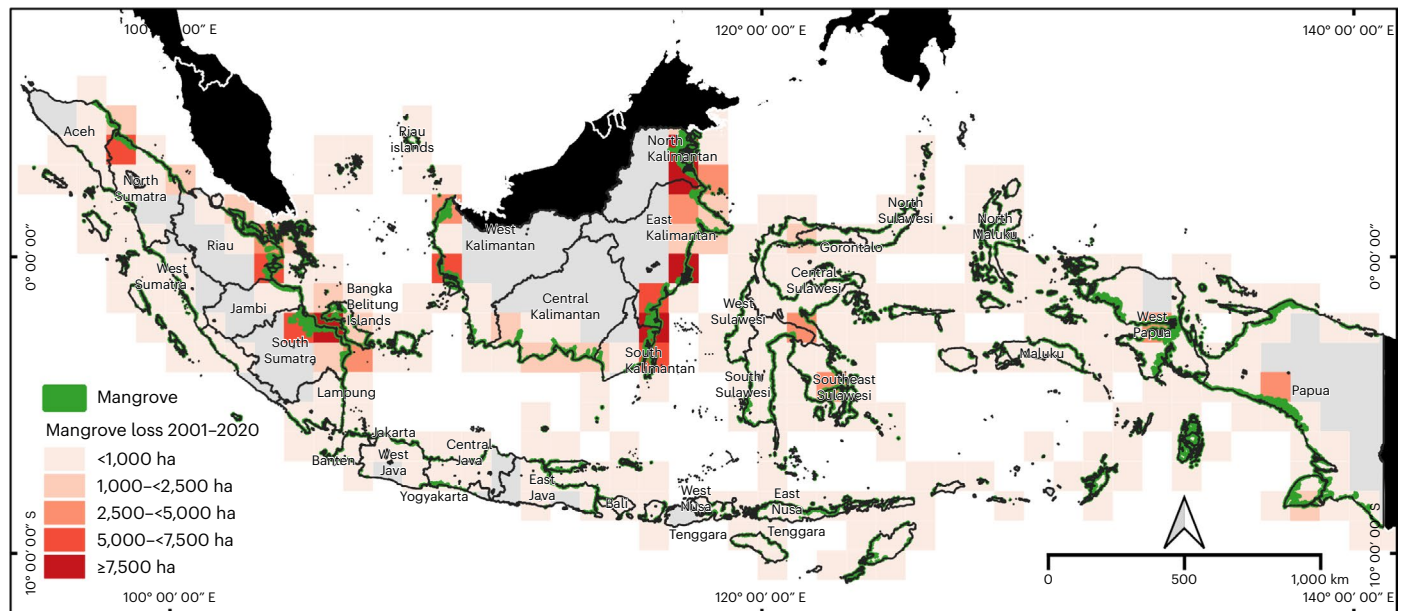 100° 00′ 00″ E
120° 00′ 00″ E
140° 00′ 00″ E
0° 00′ 00″
0° 00′ 00″
Aceh
North
Sumatra
Riau
islands
North
Kalimantan
Riau
West
Kalimantan
East
Kalimantan
North
Sulawesi
Gorontalo
North
Maluku
West
Sumatra
Jambi
Bangka
Belitung
Islands
Central
Kalimantan
Central
Sulawesi
West
Sulawesi
West
Papua
South
Sumatra
South
Kalimantan
Maluku
Lampung
South
Sulawesi
Southeast
Sulawesi
Papua
Mangrove
Mangrove loss 2001–2020
<1,000 ha
1,000–<2,500 ha
2,500–<5,000 ha
5,000–<7,500 ha
≥7,500 ha
Jakarta
Banten
West
Java
Central
Java
Yogyakarta
East
Java
Bali
West
Nusa
Tenggara
East
Nusa
Tenggara
0
500
1,000 km
10° 00′ 00″ S
10° 00′ 00″ S
100° 00′ 00″ E
120° 00′ 00″ E
140° 00′ 00″ E